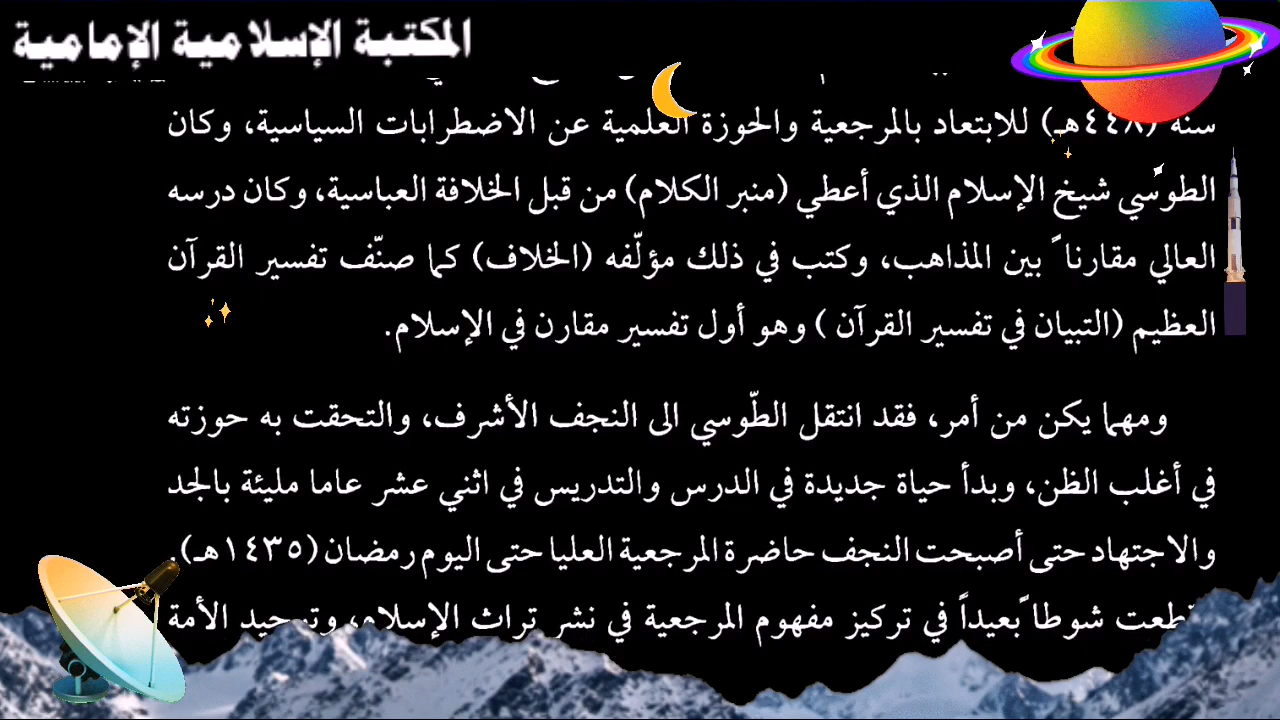 المكتبة الإسلامية الإمامية
سنة (٤٤٨هـ) للابتعاد بالمرجعية والحوزة العلمية عن الاضطرابات السياسية، وكان
الطوسي شيخ الإسلام الذي أعطي (منبر الكلام) من قبل الخلافة العباسية، وكان درسه
العالي مقارناً بين المذاهب، وكتب في ذلك مؤلّفه (الخلاف) كما صنّف تفسير القرآن
العظيم (التبيان في تفسير القرآن ) وهو أول تفسير مقارن في الإسلام.
ومهما يكن من أمر، فقد انتقل الطّوسي الى النجف الأشرف، والتحقت به حوزته
في أغلب الظن، وبدأ حياة جديدة في الدرس والتدريس في اثني عشر عاما مليئة بالجد
والاجتهاد حتى أصبحت النجف حاضرة المرجعية العليا حتى اليوم رمضان (١٤٣٥هـ).
شوطاً بعيداً في تركيز مفهوم المرجعية في نشر تراث الإسلام، وتوحيد الأمة